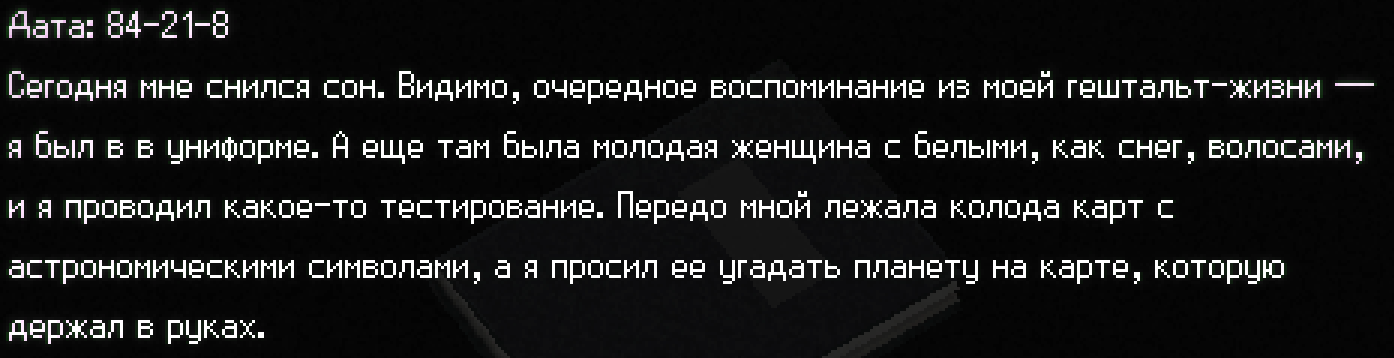 Дата: 84-21-8
Сегодня мне снился сон. Видимо, очередное воспоминание из моей гештальт-жизни —
я был в в униформе. А еще там была молодая женщина с белыми, как снег, волосами,
и я проводил какое-то тестирование. Передо мной лежала колода карт с
астрономическими символами, а я просил ее угадать планету на карте, которую
держал в руках.